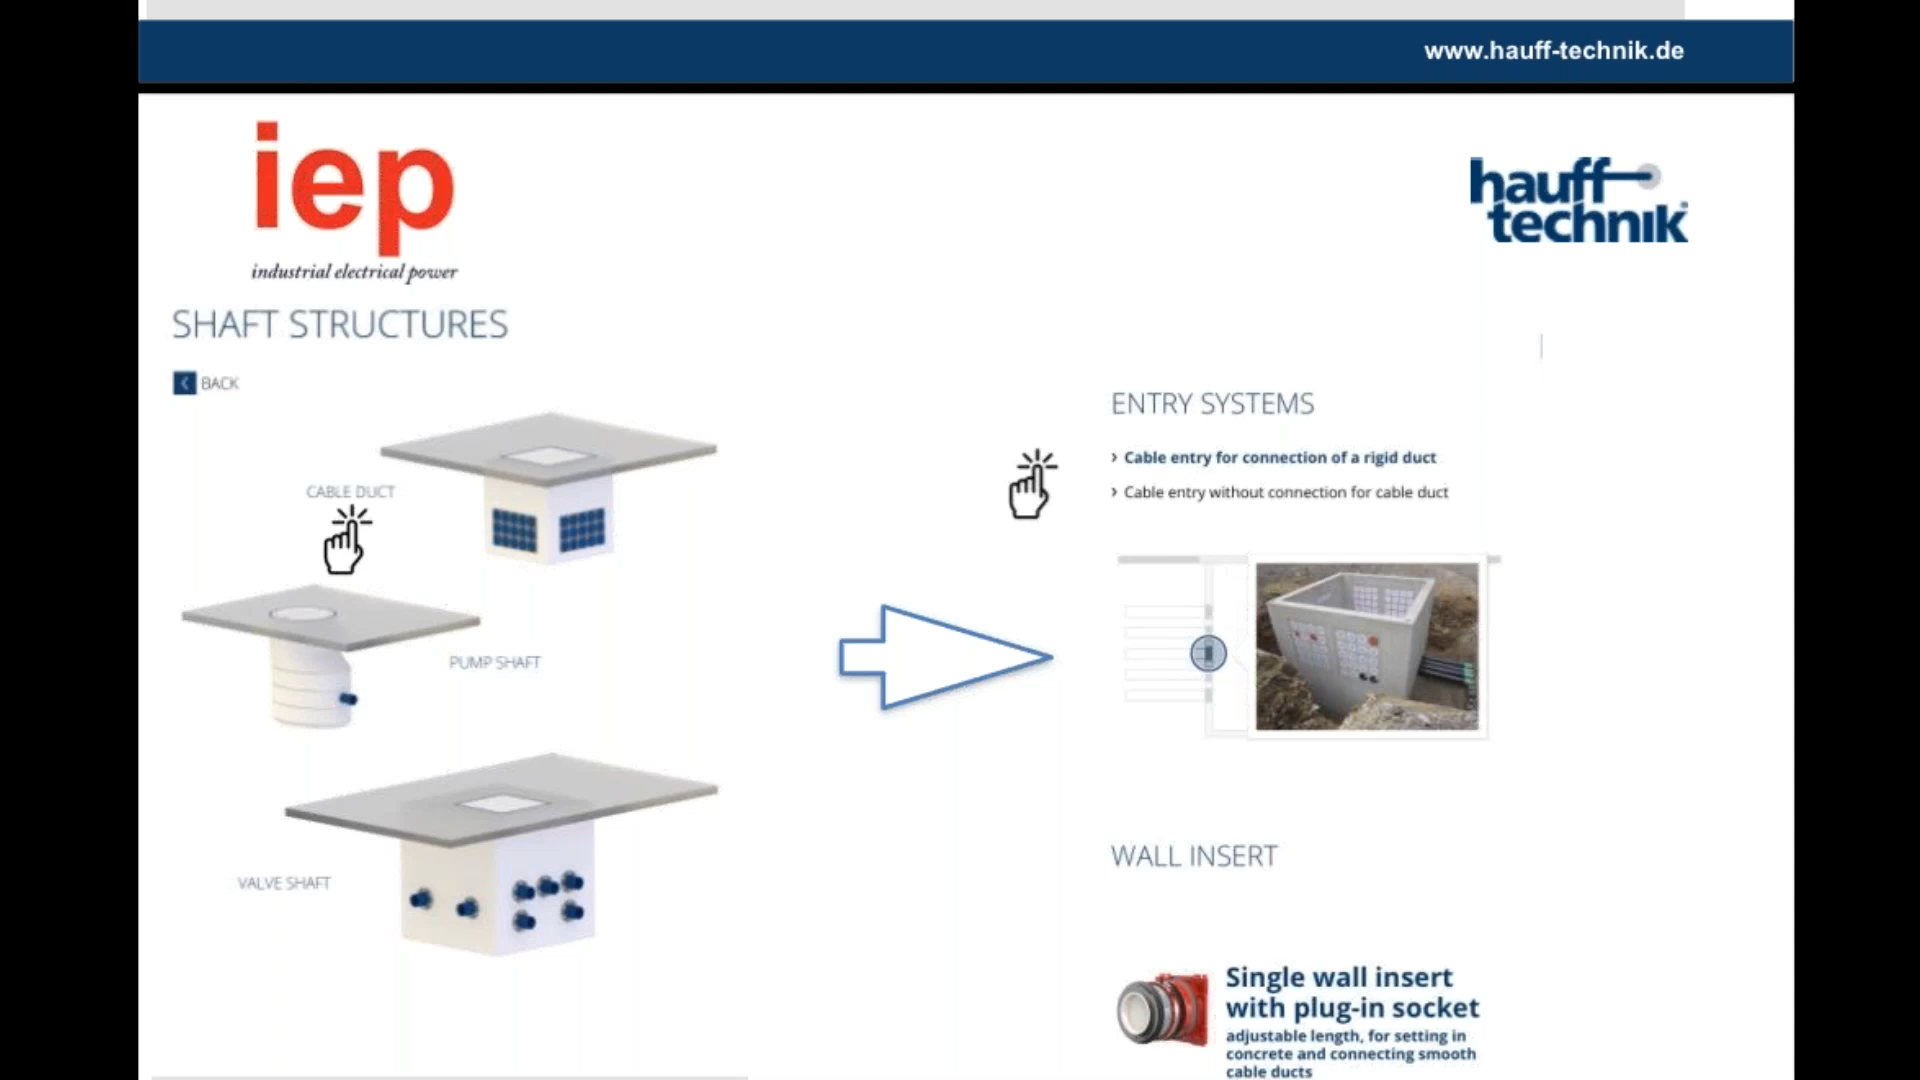 www.hauff-technik.de
iep
industrial electrical power
hauff
technik
SHAFT STRUCTURES
BACK
CABLE DUCT
PUMP SHAFT
VALVE SHAFT
ENTRY SYSTEMS
› Cable entry for connection of a rigid duct
› Cable entry without connection for cable duct
WALL INSERT
Single wall insert
with plug-in socket
adjustable length, for setting in
concrete and connecting smooth
cable ducts